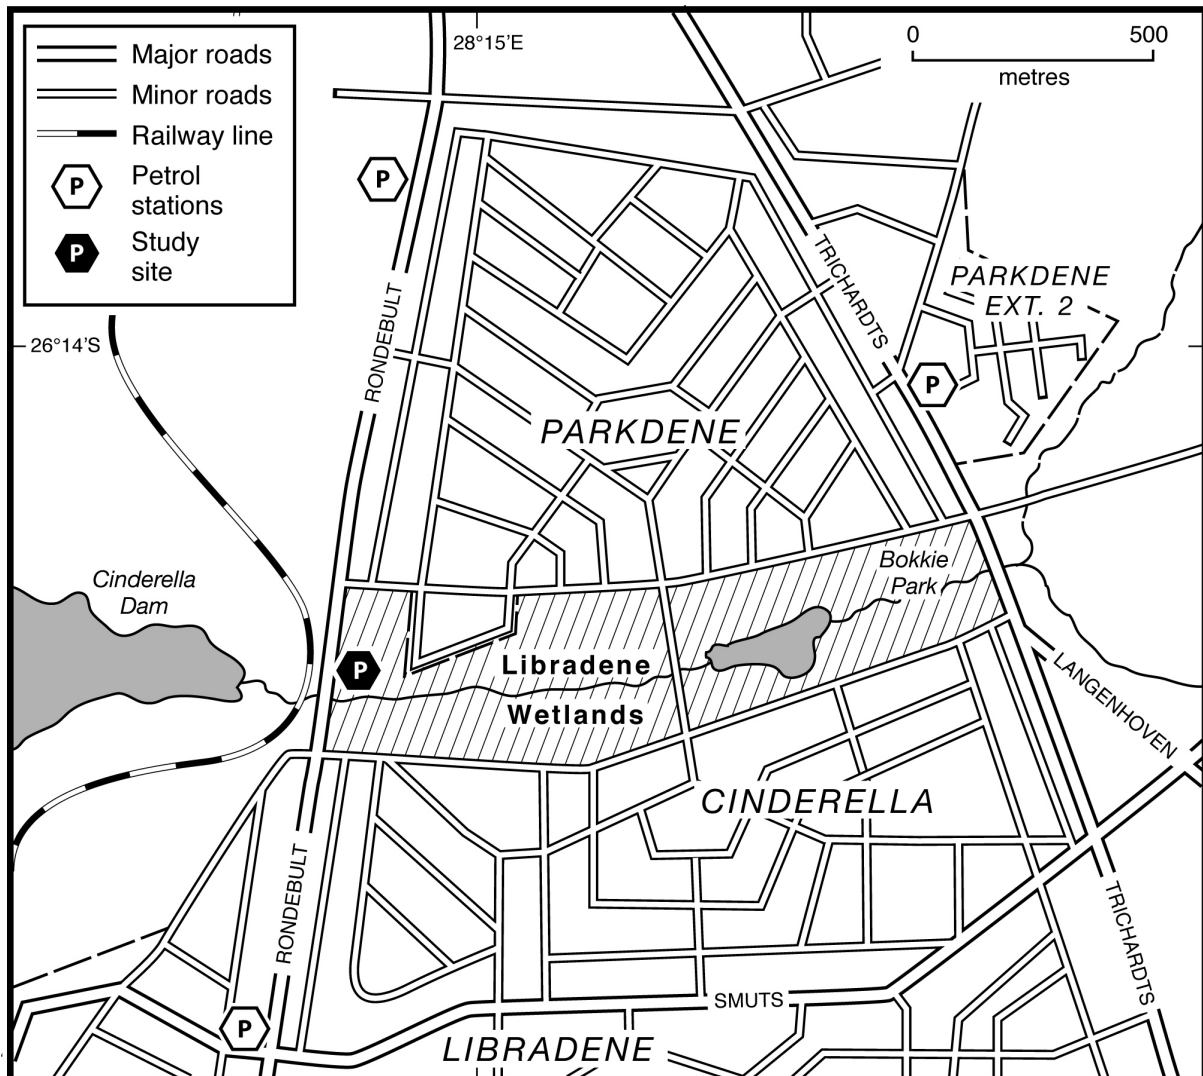 Major roads
Minor roads
Railway line
P
Petrol
stations
P
Study
site
28°15'E
0 500
metres
P
TRICHARDTS
PARKDENE
EXT. 2
RONDEBULT
26°14'S
P
PARKDENE
Bokkie
Park
Cinderella
Dam
P
Libradene
Wetlands
LANGENHOVEN
CINDERELLA
RONDEBULT
TRICHARDTS
SMUTS
P
LIBRADENE